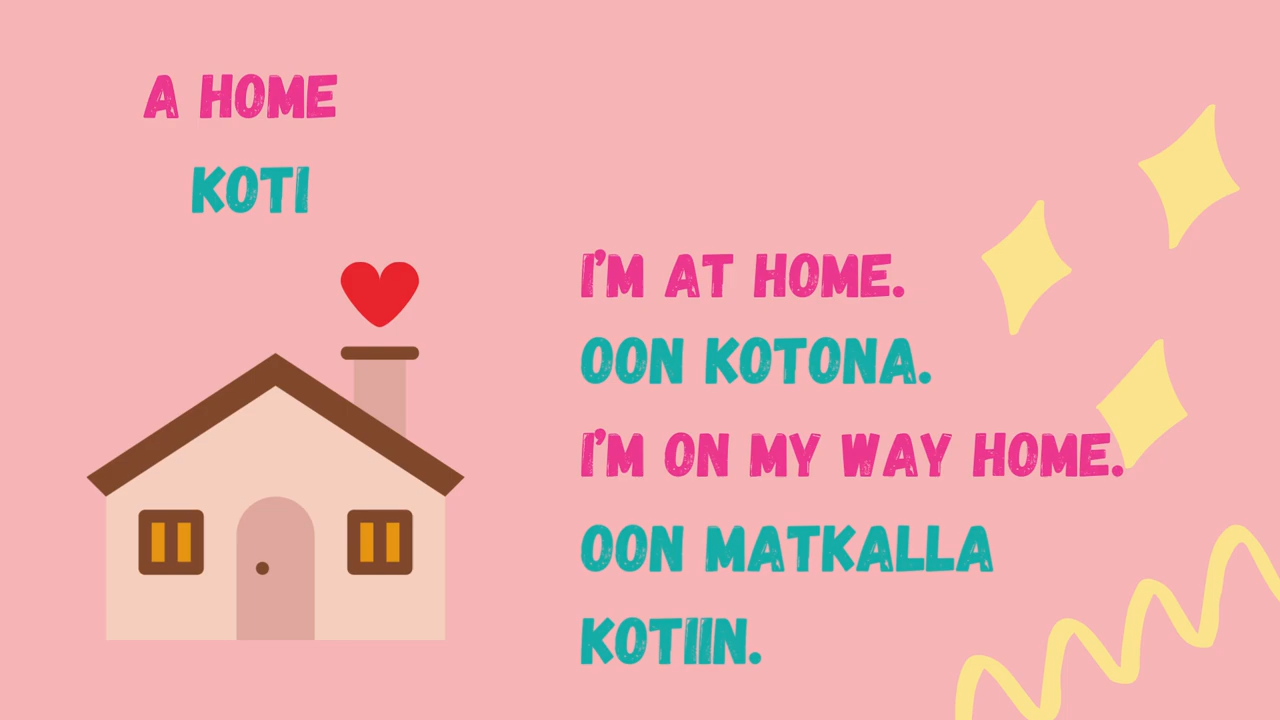 A HOME
KOTI
I'M AT HOME.
OON KOTONA.
I'M ON MY WAY HOME.
OON MATKALLA
KOTIIN.